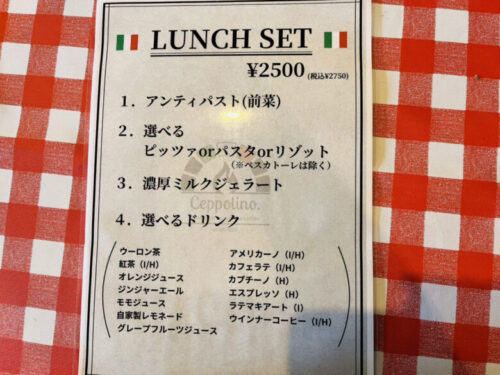 LUNCH SET
¥2500 (税込¥2750)
1．アンティパスト(前菜)
2．選べる
ピッツァorパスタorリゾット
（※ペスカトーレは除く）
3．濃厚ミルクジェラート
Ceppolino.
4．選べるドリンク
ウーロン茶
紅茶（I/H）
オレンジジュース
ジンジャーエール
モモジュース
自家製レモネード
グレープフルーツジュース
アメリカーノ（I/H）
カフェラテ（I/H）
カプチーノ（H）
エスプレッソ（H）
ラテマキアート（I）
ウインナーコーヒー（I/H）